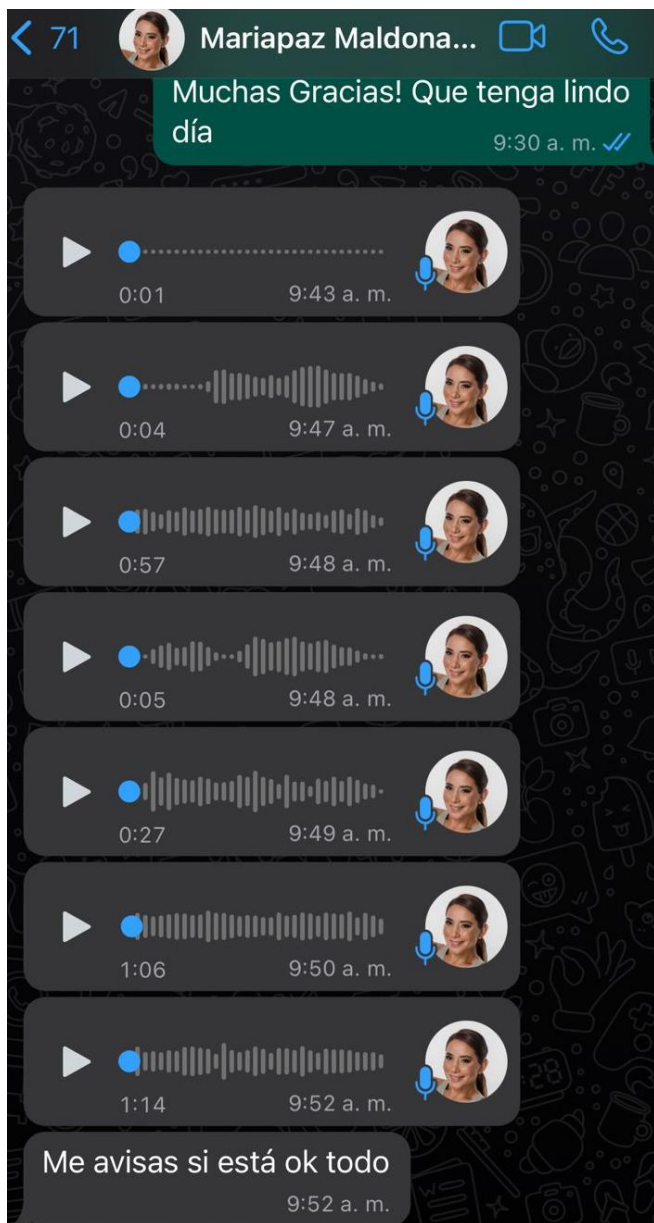 71 Mariapaz Maldona...
Muchas Gracias! Que tenga lindo
día
9:30 a. m.
0:01 9:43 a. m.
0:04 9:47 a. m.
0:57 9:48 a. m.
0:05 9:48 a. m.
0:27 9:49 a. m.
1:06 9:50 a. m.
1:14 9:52 a. m.
Me avisas si está ok todo
9:52 a. m.